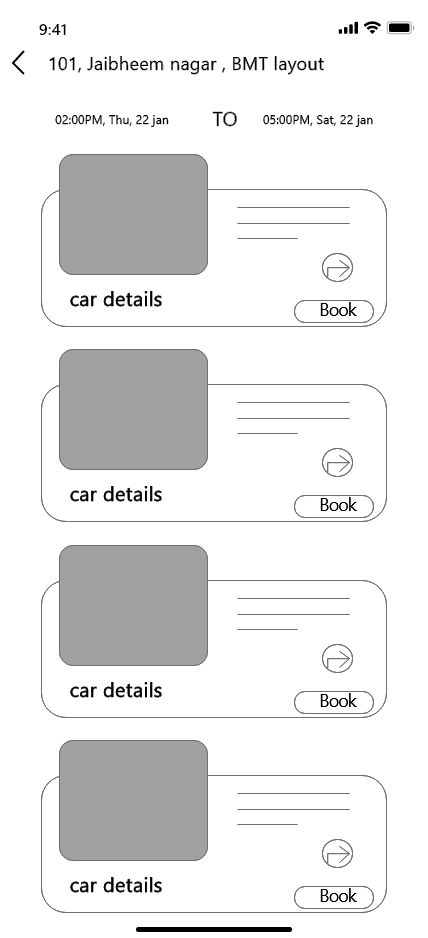 9:41
101, Jaibheem nagar , BMT layout
02:00PM, Thu, 22 jan TO 05:00PM, Sat, 22 jan
car details
Book
car details
Book
car details
Book
car details
Book